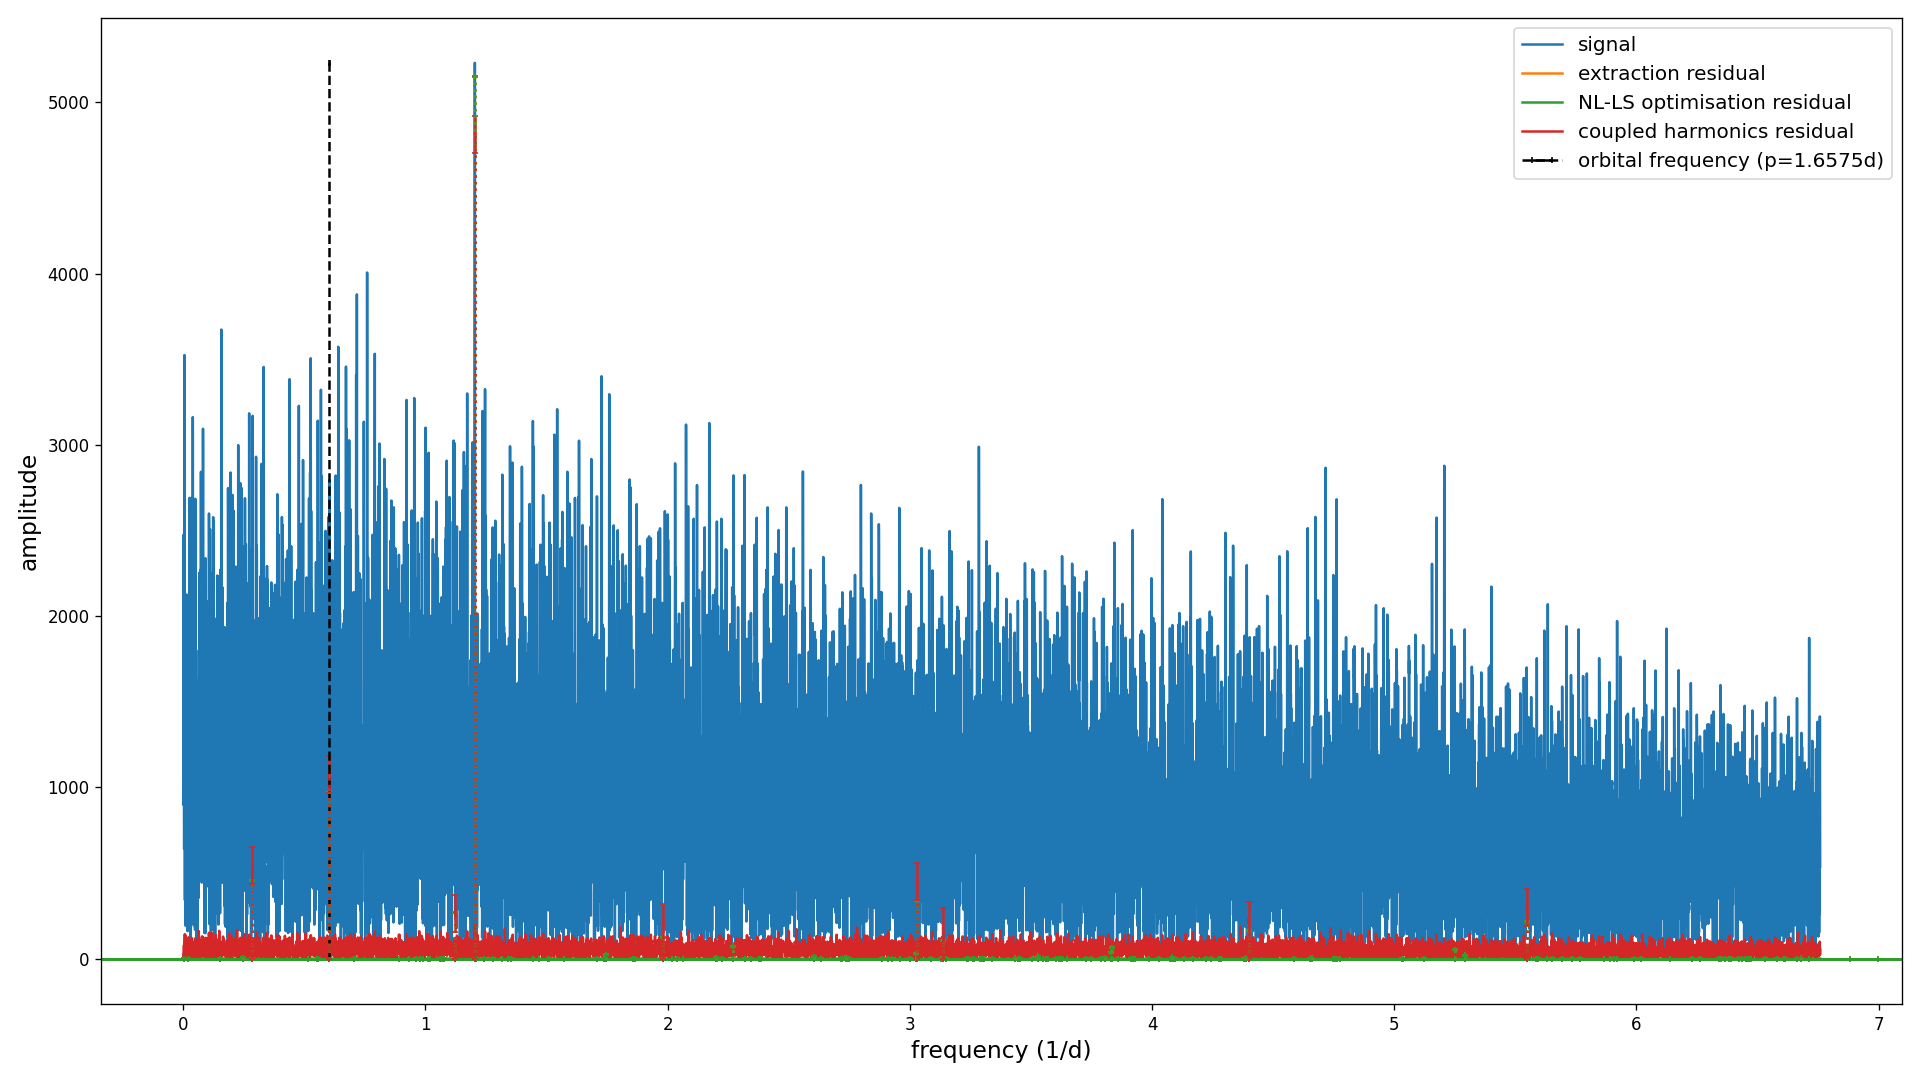 signal
extraction residual
NL-LS optimisation residual
coupled harmonics residual
orbital frequency (p=1.6575d)
5000
4000
3000
2000
1000
0
amplitude
0 1 2 3 4 5 6 7
frequency (1/d)